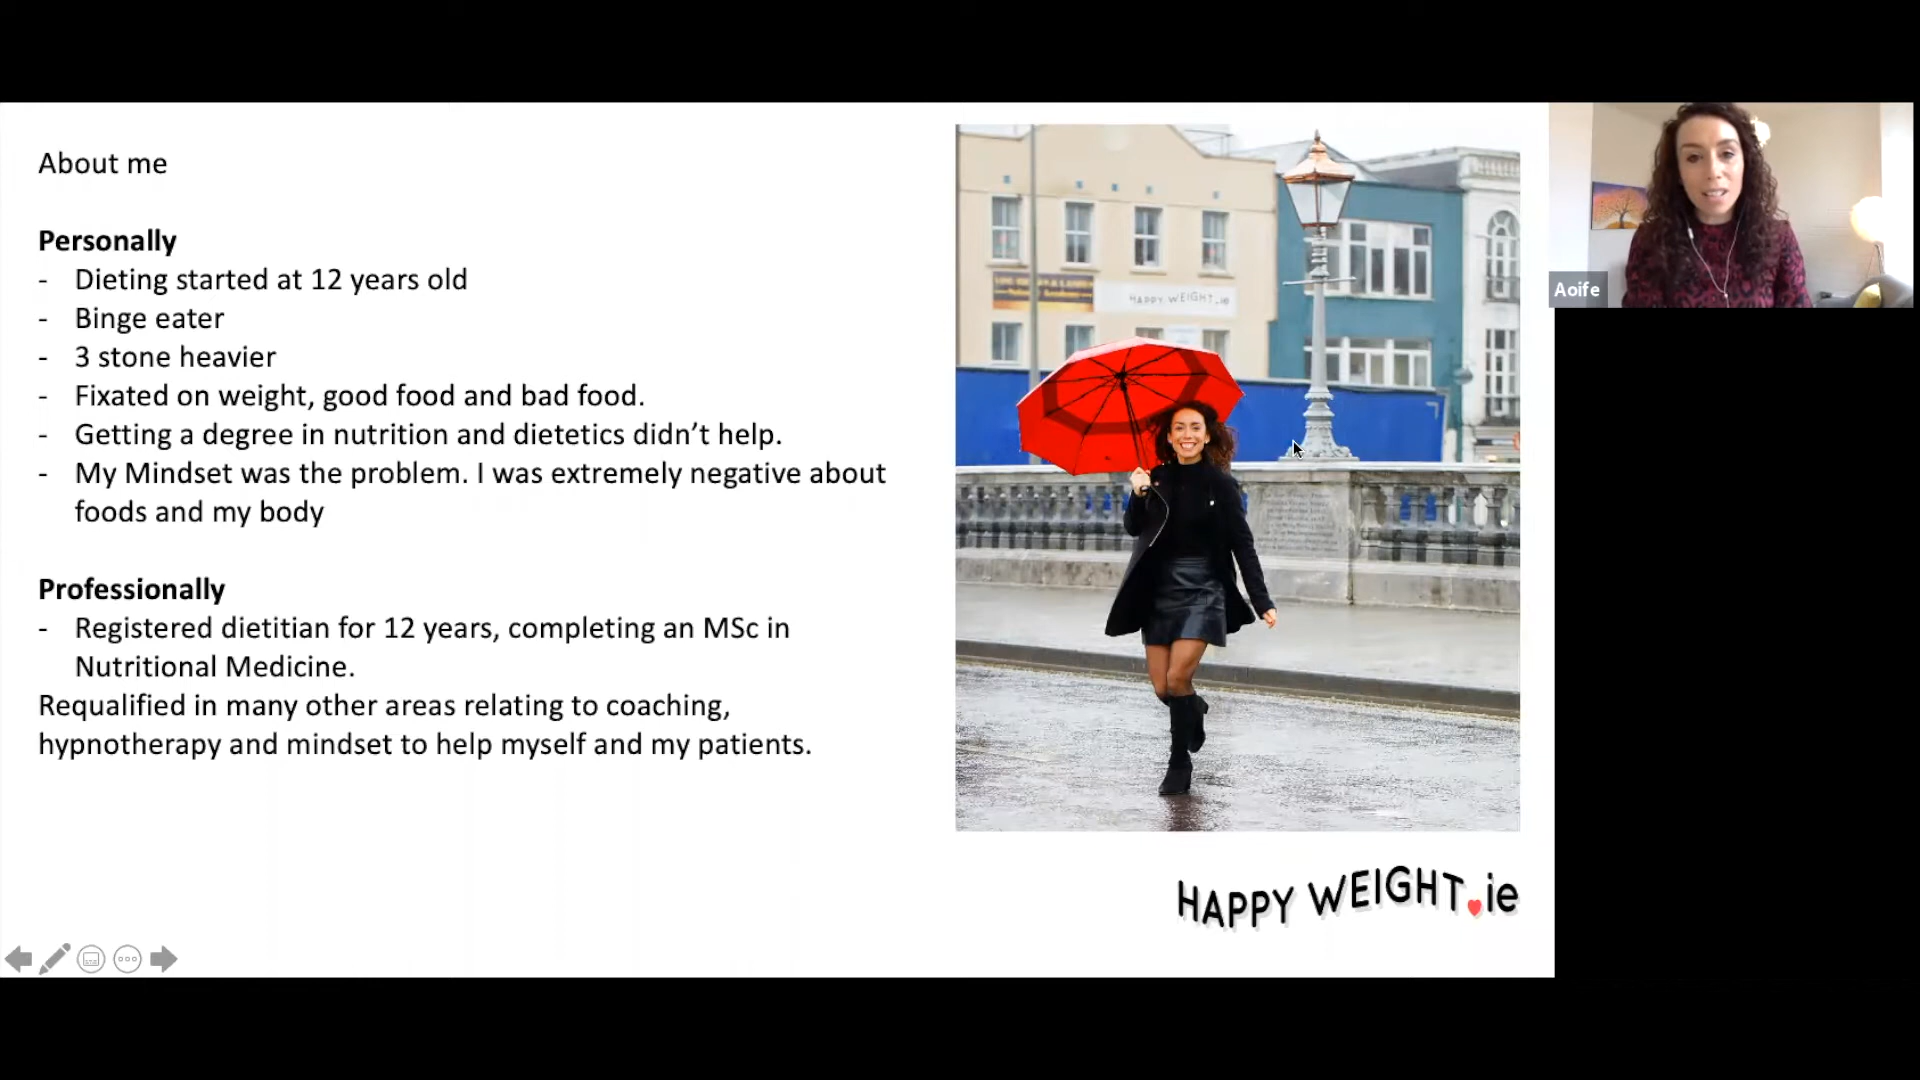 About me
Personally
- Dieting started at 12 years old
- Binge eater
- 3 stone heavier
- Fixated on weight, good food and bad food.
- Getting a degree in nutrition and dietetics didn’t help.
- My Mindset was the problem. I was extremely negative about
foods and my body
Professionally
- Registered dietitian for 12 years, completing an MSc in
Nutritional Medicine.
Requalified in many other areas relating to coaching,
hypnotherapy and mindset to help myself and my patients.
HAPPY WEIGHT.ie
HAPPY WEIGHT.ie
Aoife